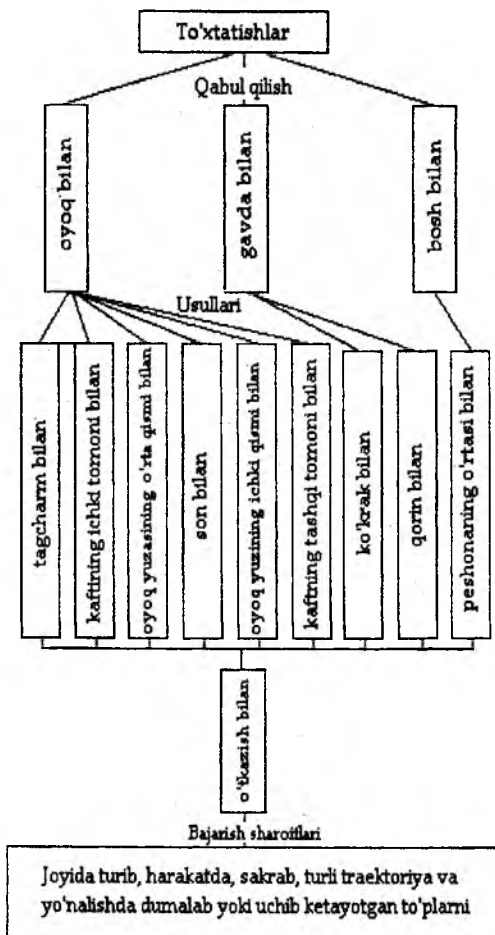 To'xtatishlar
Qabul qilish
oyoq bilan
gavda bilan
bosh bilan
Usullari
tagcharm bilan
kaftining ichki tomoni bilan
oyoq yuzasining o'rta qismi bilan
son bilan
oyoq yuzining ichki qismi bilan
kaftning tashqi tomoni bilan
ko'krak bilan
qorin bilan
peshonaning o'rtasi bilan
o'tkazish bilan
Bajarish sharoitlari
Joyida turib, harakatda, sakrab, turli traektoriya va
yo'nalishda dumalab yoki uchib ketayotgan to'plarni